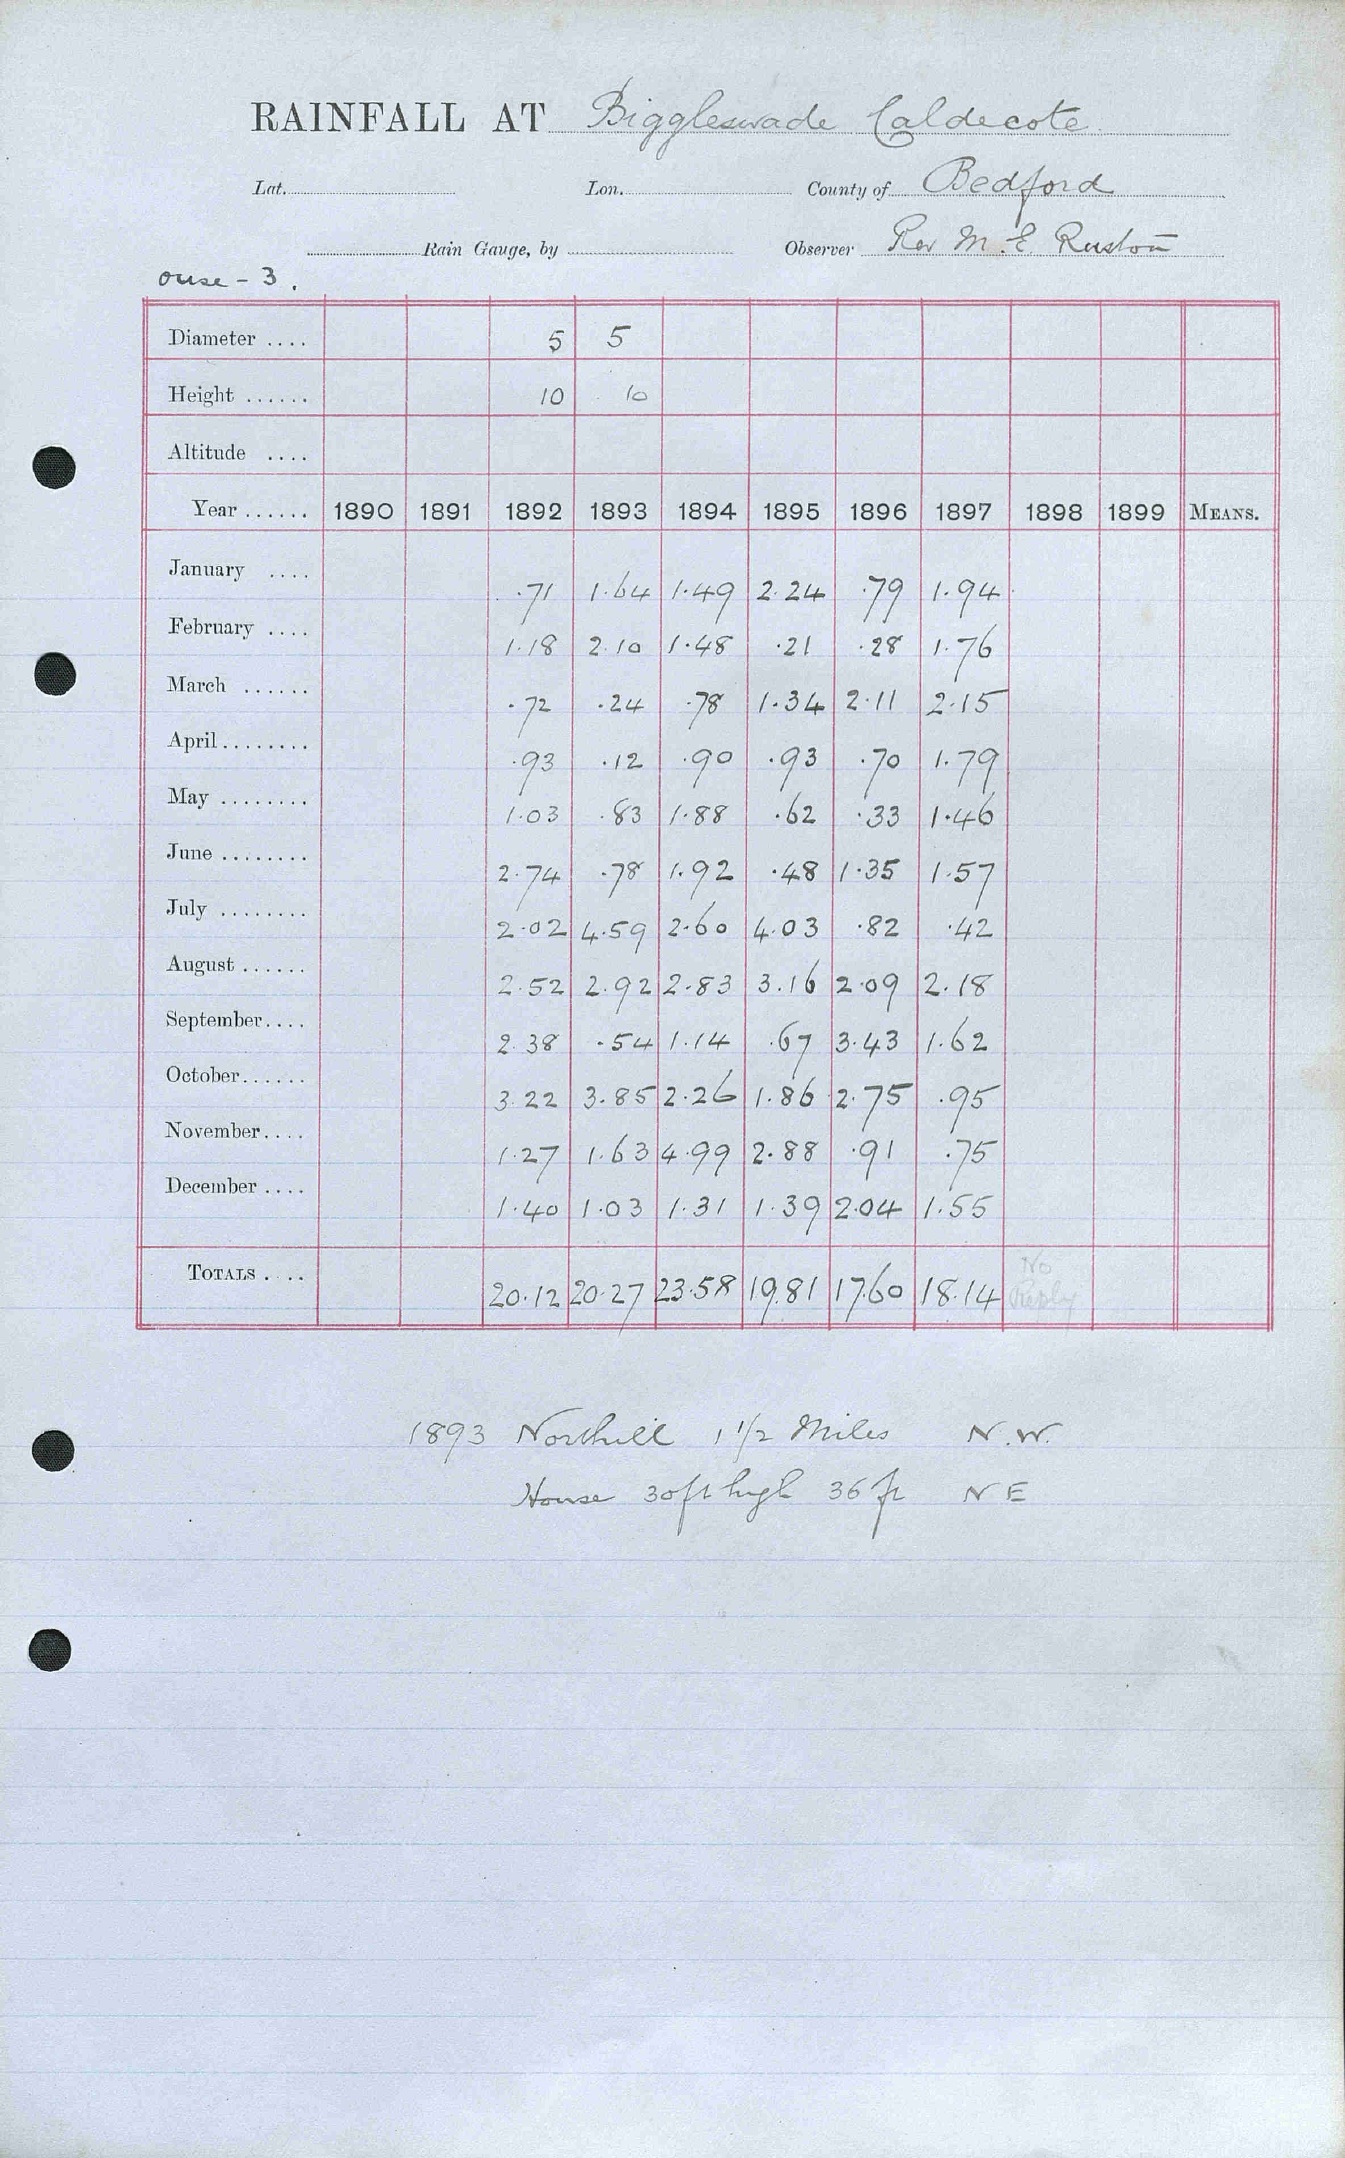 RAINFALL AT Biggleswade Caldecote
Lat. Lon. County of Bedford
Rain Gauge, by Observer Rev M. E. Ruston
Ouse - 3.
Diameter .... 5 5
Height ...... 10 10
Altitude ....
Year ...... 1890 1891 1892 1893 1894 1895 1896 1897 1898 1899 MEANS.
January .... .71 1.64 1.49 2.24 .79 1.94
February .... 1.18 2.10 1.48 .21 .28 1.76
March ...... .72 .24 .78 1.34 2.11 2.15
April........ .93 .12 .90 .93 .70 1.79
May ........ 1.03 .83 1.88 .62 .33 1.46
June ........ 2.74 .78 1.92 .48 1.35 1.57
July ........ 2.02 4.59 2.60 4.03 .82 .42
August...... 2.52 2.92 2.83 3.16 2.09 2.18
September.... 2.38 .54 1.14 .67 3.43 1.62
October...... 3.22 3.85 2.26 1.86 2.75 .95
November.... 1.27 1.63 4.99 2.88 .91 .75
December.... 1.40 1.03 1.31 1.39 2.04 1.55
TOTALS . .. 20.12 20.27 23.58 19.81 17.60 18.14 No Reply
1893 Northill 1 1/2 Miles N.W.
House 30ft high 36 ft NE